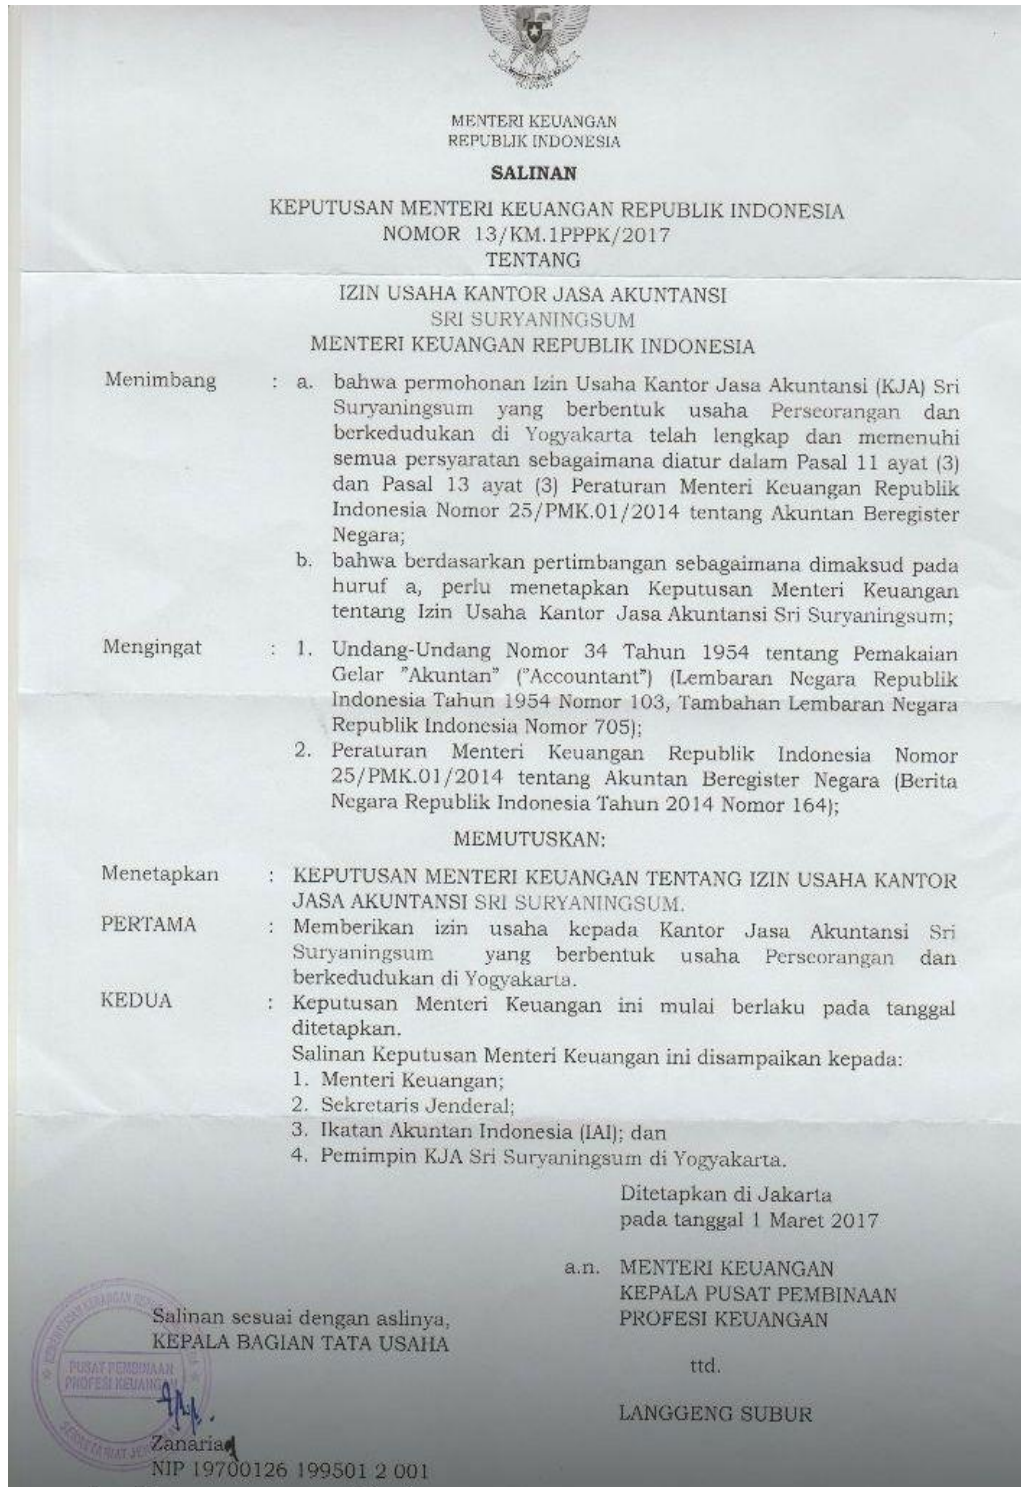 MENTERI KEUANGAN
REPUBLIK INDONESIA
SALINAN
KEPUTUSAN MENTERI KEUANGAN REPUBLIK INDONESIA
NOMOR 13/KM.1PPPK/2017
TENTANG
IZIN USAHA KANTOR JASA AKUNTANSI
SRI SURYANINGSUM
MENTERI KEUANGAN REPUBLIK INDONESIA
Menimbang : a. bahwa permohonan Izin Usaha Kantor Jasa Akuntansi (KJA) Sri
Suryaningsum yang berbentuk usaha Perseorangan dan
berkedudukan di Yogyakarta telah lengkap dan memenuhi
semua persyaratan sebagaimana diatur dalam Pasal 11 ayat (3)
dan Pasal 13 ayat (3) Peraturan Menteri Keuangan Republik
Indonesia Nomor 25/PMK.01/2014 tentang Akuntan Beregister
Negara;
b. bahwa berdasarkan pertimbangan sebagaimana dimaksud pada
huruf a, perlu menetapkan Keputusan Menteri Keuangan
tentang Izin Usaha Kantor Jasa Akuntansi Sri Suryaningsum;
Mengingat : 1. Undang-Undang Nomor 34 Tahun 1954 tentang Pemakaian
Gelar ”Akuntan” (”Accountant”) (Lembaran Negara Republik
Indonesia Tahun 1954 Nomor 103, Tambahan Lembaran Negara
Republik Indonesia Nomor 705);
2. Peraturan Menteri Keuangan Republik Indonesia Nomor
25/PMK.01/2014 tentang Akuntan Beregister Negara (Berita
Negara Republik Indonesia Tahun 2014 Nomor 164);
MEMUTUSKAN:
Menetapkan : KEPUTUSAN MENTERI KEUANGAN TENTANG IZIN USAHA KANTOR
JASA AKUNTANSI SRI SURYANINGSUM.
PERTAMA : Memberikan izin usaha kepada Kantor Jasa Akuntansi Sri
Suryaningsum yang berbentuk usaha Perseorangan dan
berkedudukan di Yogyakarta.
KEDUA : Keputusan Menteri Keuangan ini mulai berlaku pada tanggal
ditetapkan.
Salinan Keputusan Menteri Keuangan ini disampaikan kepada:
1. Menteri Keuangan;
2. Sekretaris Jenderal;
3. Ikatan Akuntan Indonesia (IAI); dan
4. Pemimpin KJA Sri Suryaningsum di Yogyakarta.
Ditetapkan di Jakarta
pada tanggal 1 Maret 2017
a.n. MENTERI KEUANGAN
KEPALA PUSAT PEMBINAAN
PROFESI KEUANGAN
ttd.
LANGGENG SUBUR
Salinan sesuai dengan aslinya,
KEPALA BAGIAN TATA USAHA
PUSAT PEMBINAAN
PROFESI KEUANGAN
Zanariah
NIP 19700126 199501 2 001